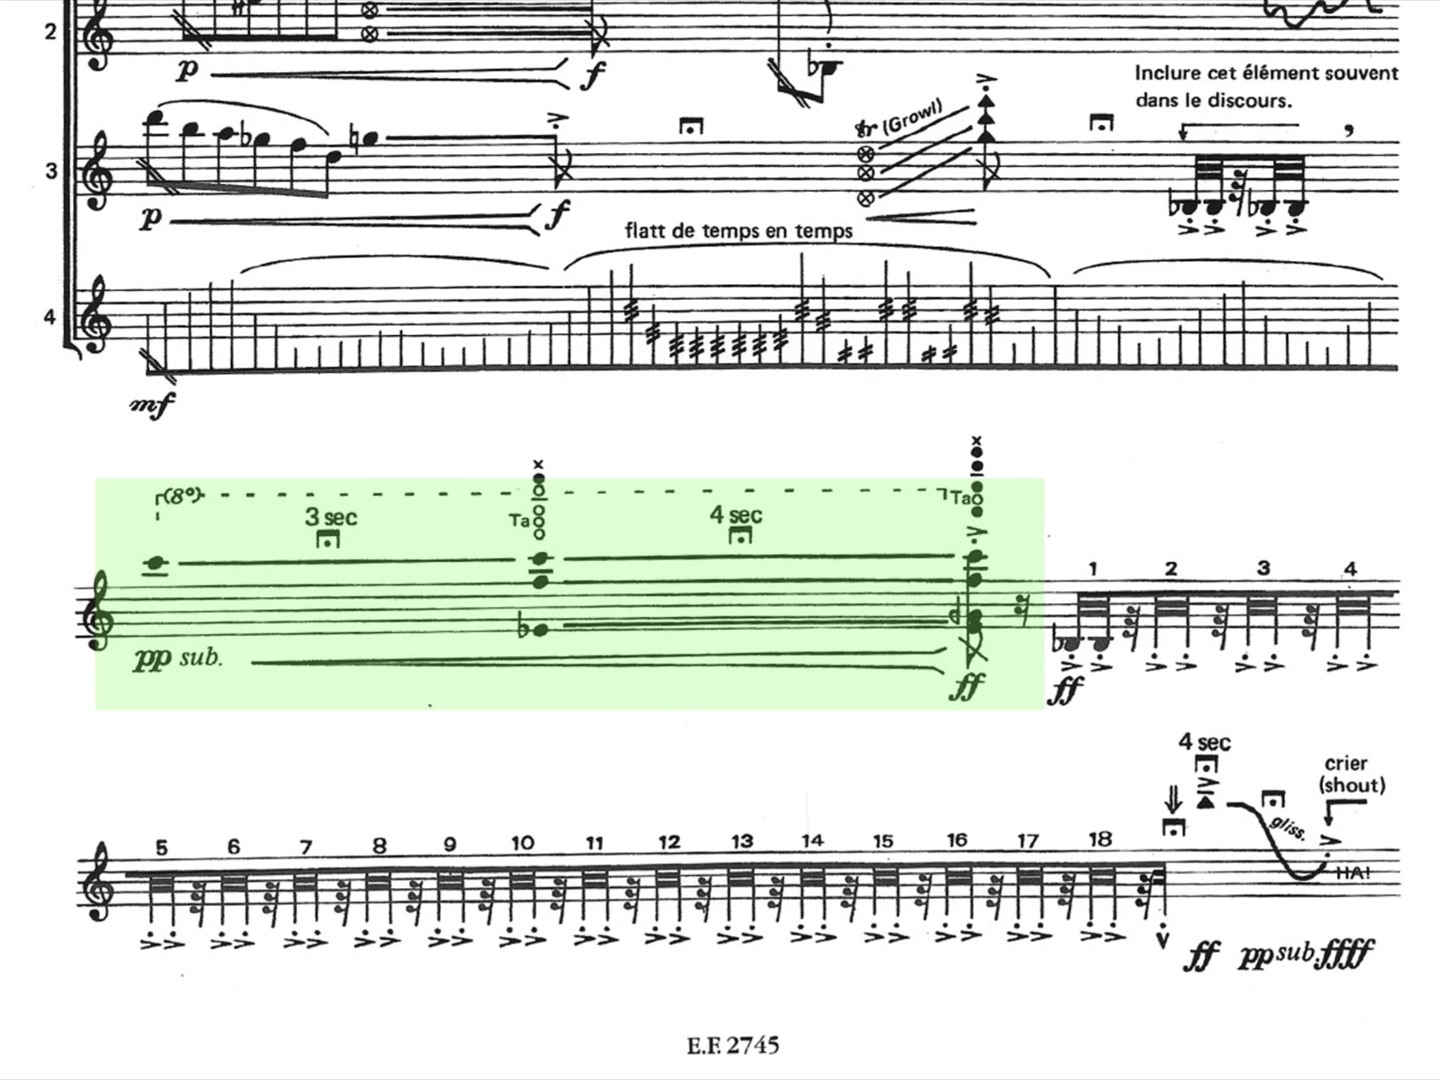 2
p f
Inclure cet élément souvent
dans le discours.
tr (Growl)
3
p f
flatt de temps en temps
4
mf
(8º) Ta
3 sec Ta 4 sec
1 2 3 4
pp sub. ff ff
4 sec
crier
(shout)
gliss.
5 6 7 8 9 10 11 12 13 14 15 16 17 18
HA!
ff pp sub. ffff
E.F. 2745